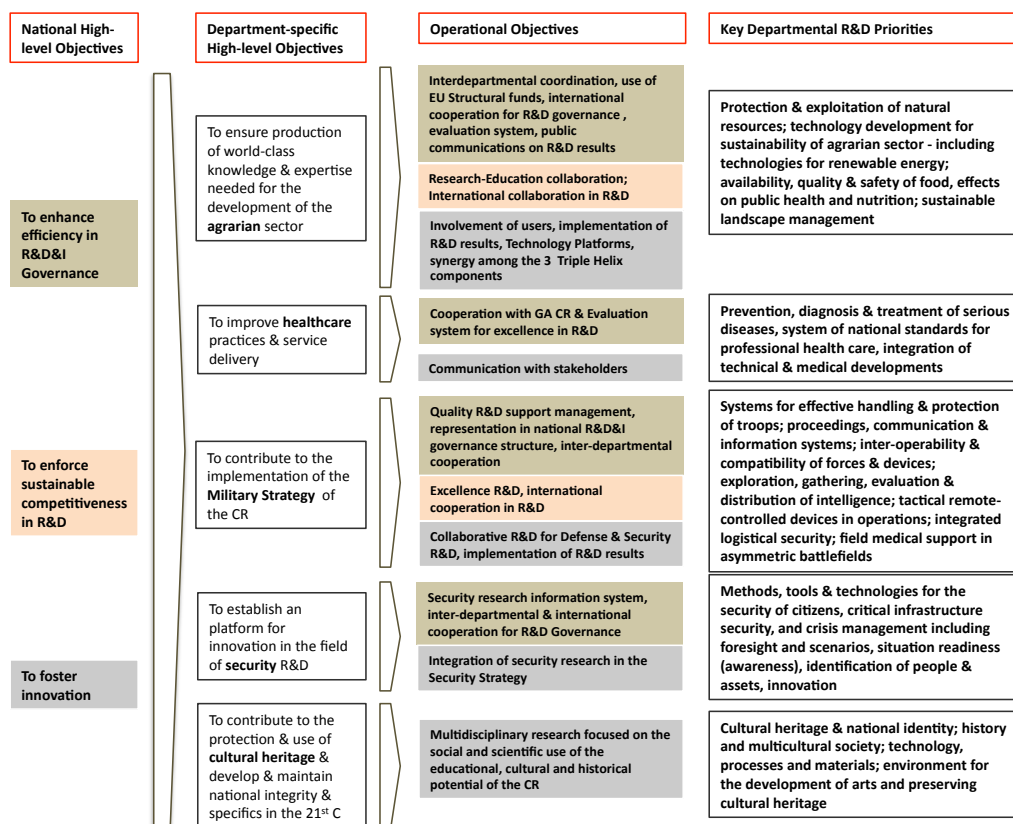 National High-
level Objectives
Department-specific
High-level Objectives
Operational Objectives
Key Departmental R&D Priorities
To enhance
efficiency in
R&D&I
Governance
To enforce
sustainable
competitiveness
in R&D
To foster
innovation
To ensure production
of world-class
knowledge & expertise
needed for the
development of the
agrarian sector
Interdepartmental coordination, use of
EU Structural funds, international
cooperation for R&D governance ,
evaluation system, public
communications on R&D results
Research-Education collaboration;
International collaboration in R&D
Involvement of users, implementation of
R&D results, Technology Platforms,
synergy among the 3 Triple Helix
components
Protection & exploitation of natural
resources; technology development for
sustainability of agrarian sector - including
technologies for renewable energy;
availability, quality & safety of food, effects
on public health and nutrition; sustainable
landscape management
To improve healthcare
practices & service
delivery
Cooperation with GA CR & Evaluation
system for excellence in R&D
Communication with stakeholders
Prevention, diagnosis & treatment of serious
diseases, system of national standards for
professional health care, integration of
technical & medical developments
To contribute to the
implementation of the
Military Strategy of
the CR
Quality R&D support management,
representation in national R&D&I
governance structure, inter-departmental
cooperation
Excellence R&D, international
cooperation in R&D
Collaborative R&D for Defense & Security
R&D, implementation of R&D results
Systems for effective handling & protection
of troops; proceedings, communication &
information systems; inter-operability &
compatibility of forces & devices;
exploration, gathering, evaluation &
distribution of intelligence; tactical remote-
controlled devices in operations; integrated
logistical security; field medical support in
asymmetric battlefields
To establish an
platform for
innovation in the field
of security R&D
Security research information system,
inter-departmental & international
cooperation for R&D Governance
Integration of security research in the
Security Strategy
Methods, tools & technologies for the
security of citizens, critical infrastructure
security, and crisis management including
foresight and scenarios, situation readiness
(awareness), identification of people &
assets, innovation
To contribute to the
protection & use of
cultural heritage &
develop & maintain
national integrity &
specifics in the 21st C
Multidisciplinary research focused on the
social and scientific use of the
educational, cultural and historical
potential of the CR
Cultural heritage & national identity; history
and multicultural society; technology,
processes and materials; environment for
the development of arts and preserving
cultural heritage